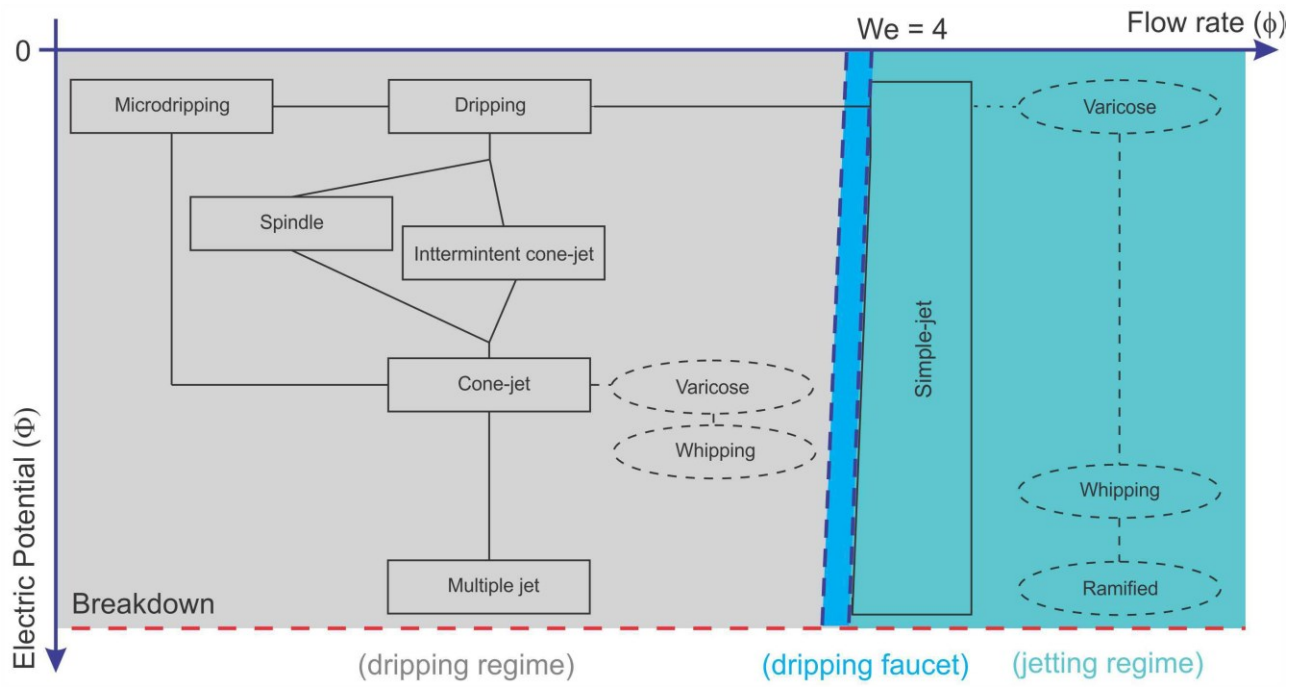 We = 4
Flow rate (ϕ)
0
Microdripping
Dripping
Varicose
Spindle
Inttermintent cone-jet
Simple-jet
Cone-jet
Varicose
Whipping
Whipping
Multiple jet
Ramified
Breakdown
Electric Potential (Φ)
(dripping regime)
(dripping faucet)
(jetting regime)